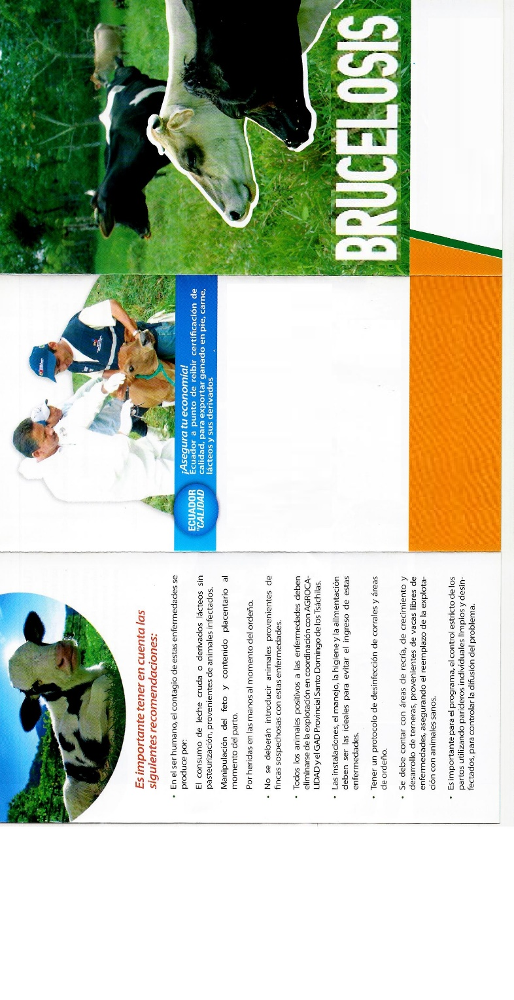 Es importante tener en cuenta las
siguientes recomendaciones:
• En el ser humano, el contagio de estas enfermedades se
produce por:
El consumo de leche cruda o derivados lácteos sin
pasteurización, provenientes de animales infectados.
Manipulación del feto y contenido placentario al
momento del parto.
Por heridas en las manos al momento del ordeño.
• No se deberán introducir animales provenientes de
fincas sospechosas con estas enfermedades.
• Todos los animales positivos a las enfermedades deben
eliminarse de la explotación en coordinación con AGROCA-
LIDAD y el GAD Provincial Santo Domingo de los Tsáchilas.
• Las instalaciones, el manejo, la higiene y la alimentación
deben ser las ideales para evitar el ingreso de estas
enfermedades.
• Tener un protocolo de desinfección de corrales y áreas
de ordeño.
• Se debe contar con áreas de recría, de crecimiento y
desarrollo de terneras, provenientes de vacas libres de
enfermedades, asegurando el reemplazo de la explota-
ción con animales sanos.
• Es importante para el programa, el control estricto de los
partos utilizando parideros individuales limpios y desin-
fectados, para controlar la difusión del problema.
ECUADOR
"CALIDAD
¡Asegura tu economía!
Ecuador a punto de reibir certificación de
calidad, para exportar ganado en pie, carne,
lácteos y sus derivados
BRUCELOSIS